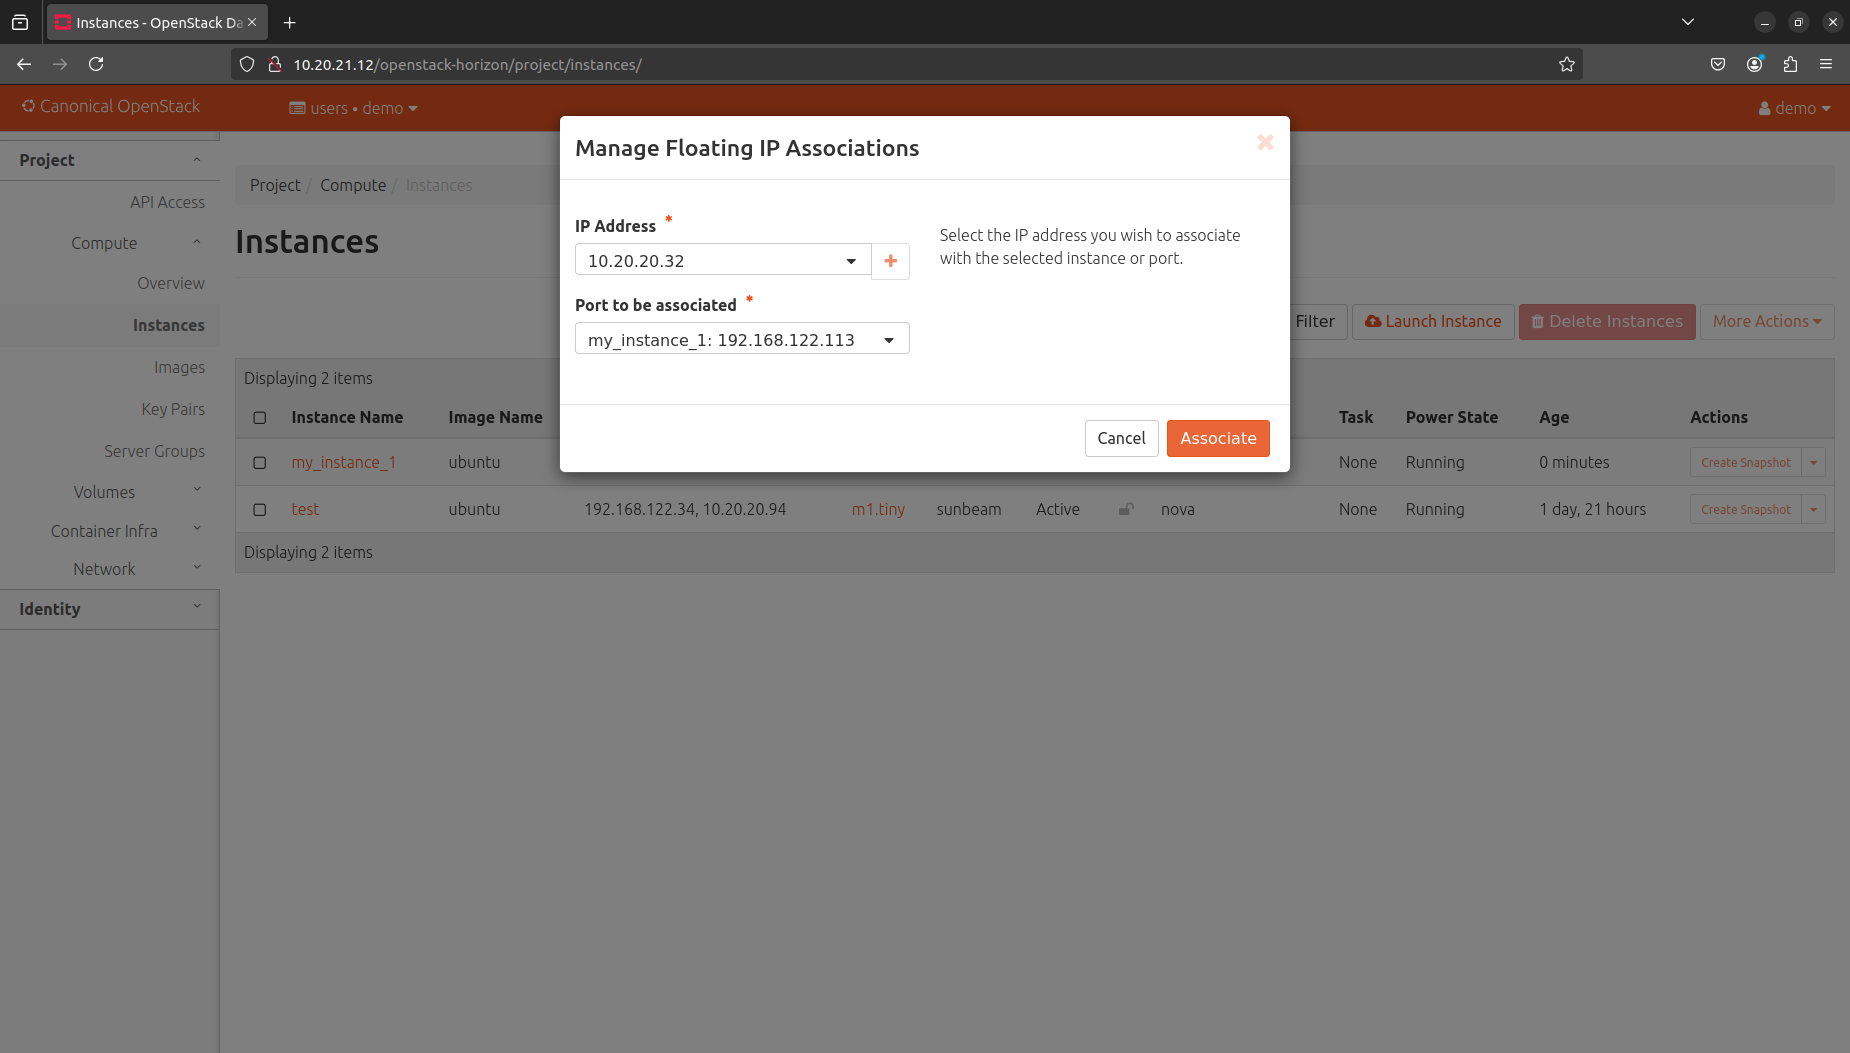 Instances - OpenStack Da
10.20.21.12/openstack-horizon/project/instances/
Canonical OpenStack
users • demo
demo
Manage Floating IP Associations
Project
API Access
Compute
Overview
Instances
Images
Key Pairs
Server Groups
Volumes
Container Infra
Network
Identity
Project / Compute / Instances
Instances
IP Address *
10.20.20.32
Select the IP address you wish to associate
with the selected instance or port.
Port to be associated *
my_instance_1: 192.168.122.113
Cancel
Associate
Filter
Launch Instance
Delete Instances
More Actions
Displaying 2 items
Instance Name Image Name Task Power State Age Actions
my_instance_1 ubuntu None Running 0 minutes Create Snapshot
test ubuntu 192.168.122.34, 10.20.20.94 m1.tiny sunbeam Active nova None Running 1 day, 21 hours Create Snapshot
Displaying 2 items